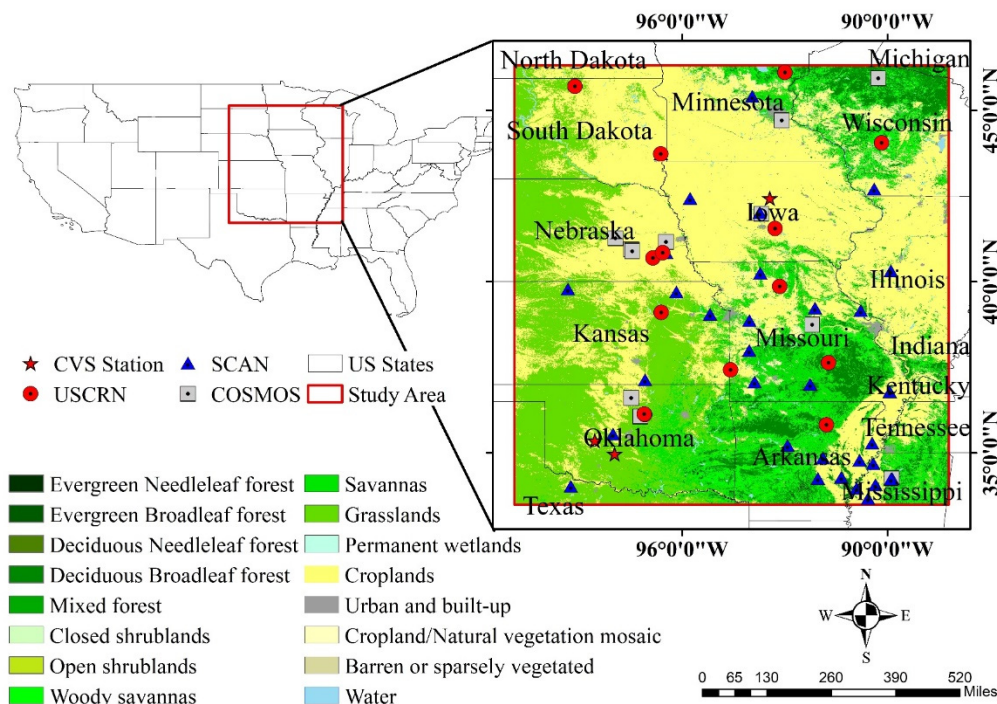 96°0'0"W 90°0'0"W
North Dakota Michigan
Minnesota
45°0'0"N
South Dakota Wisconsin
Iowa
Nebraska
Illinois 40°0'0"N
Kansas Missouri Indiana
Kentucky
Tennessee
Oklahoma Arkansas 35°0'0"N
Texas Mississippi
96°0'0"W 90°0'0"W
CVS Station SCAN US States
USCRN COSMOS Study Area
Evergreen Needleleaf forest Savannas
Evergreen Broadleaf forest Grasslands
Deciduous Needleleaf forest Permanent wetlands
Deciduous Broadleaf forest Croplands
Mixed forest Urban and built-up
Closed shrublands Cropland/Natural vegetation mosaic
Open shrublands Barren or sparsely vegetated
Woody savannas Water
N
W E
S
0 65 130 260 390 520
Miles